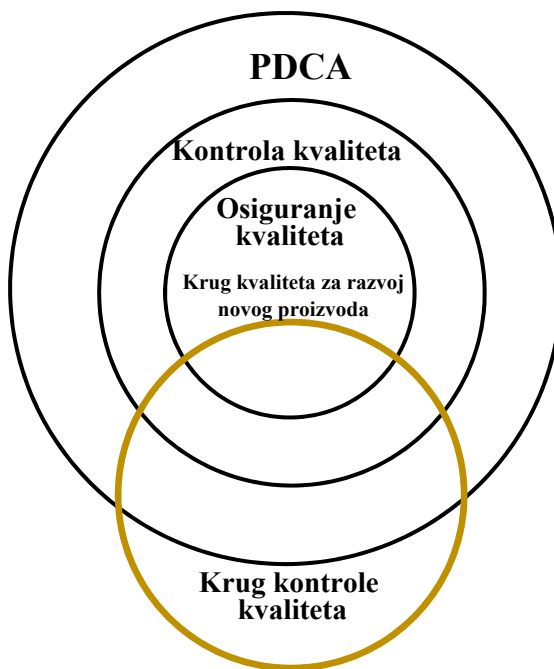 PDCA
Kontrola kvaliteta
Osiguranje
kvaliteta
Krug kvaliteta za razvoj
novog proizvoda
Krug kontrole
kvaliteta